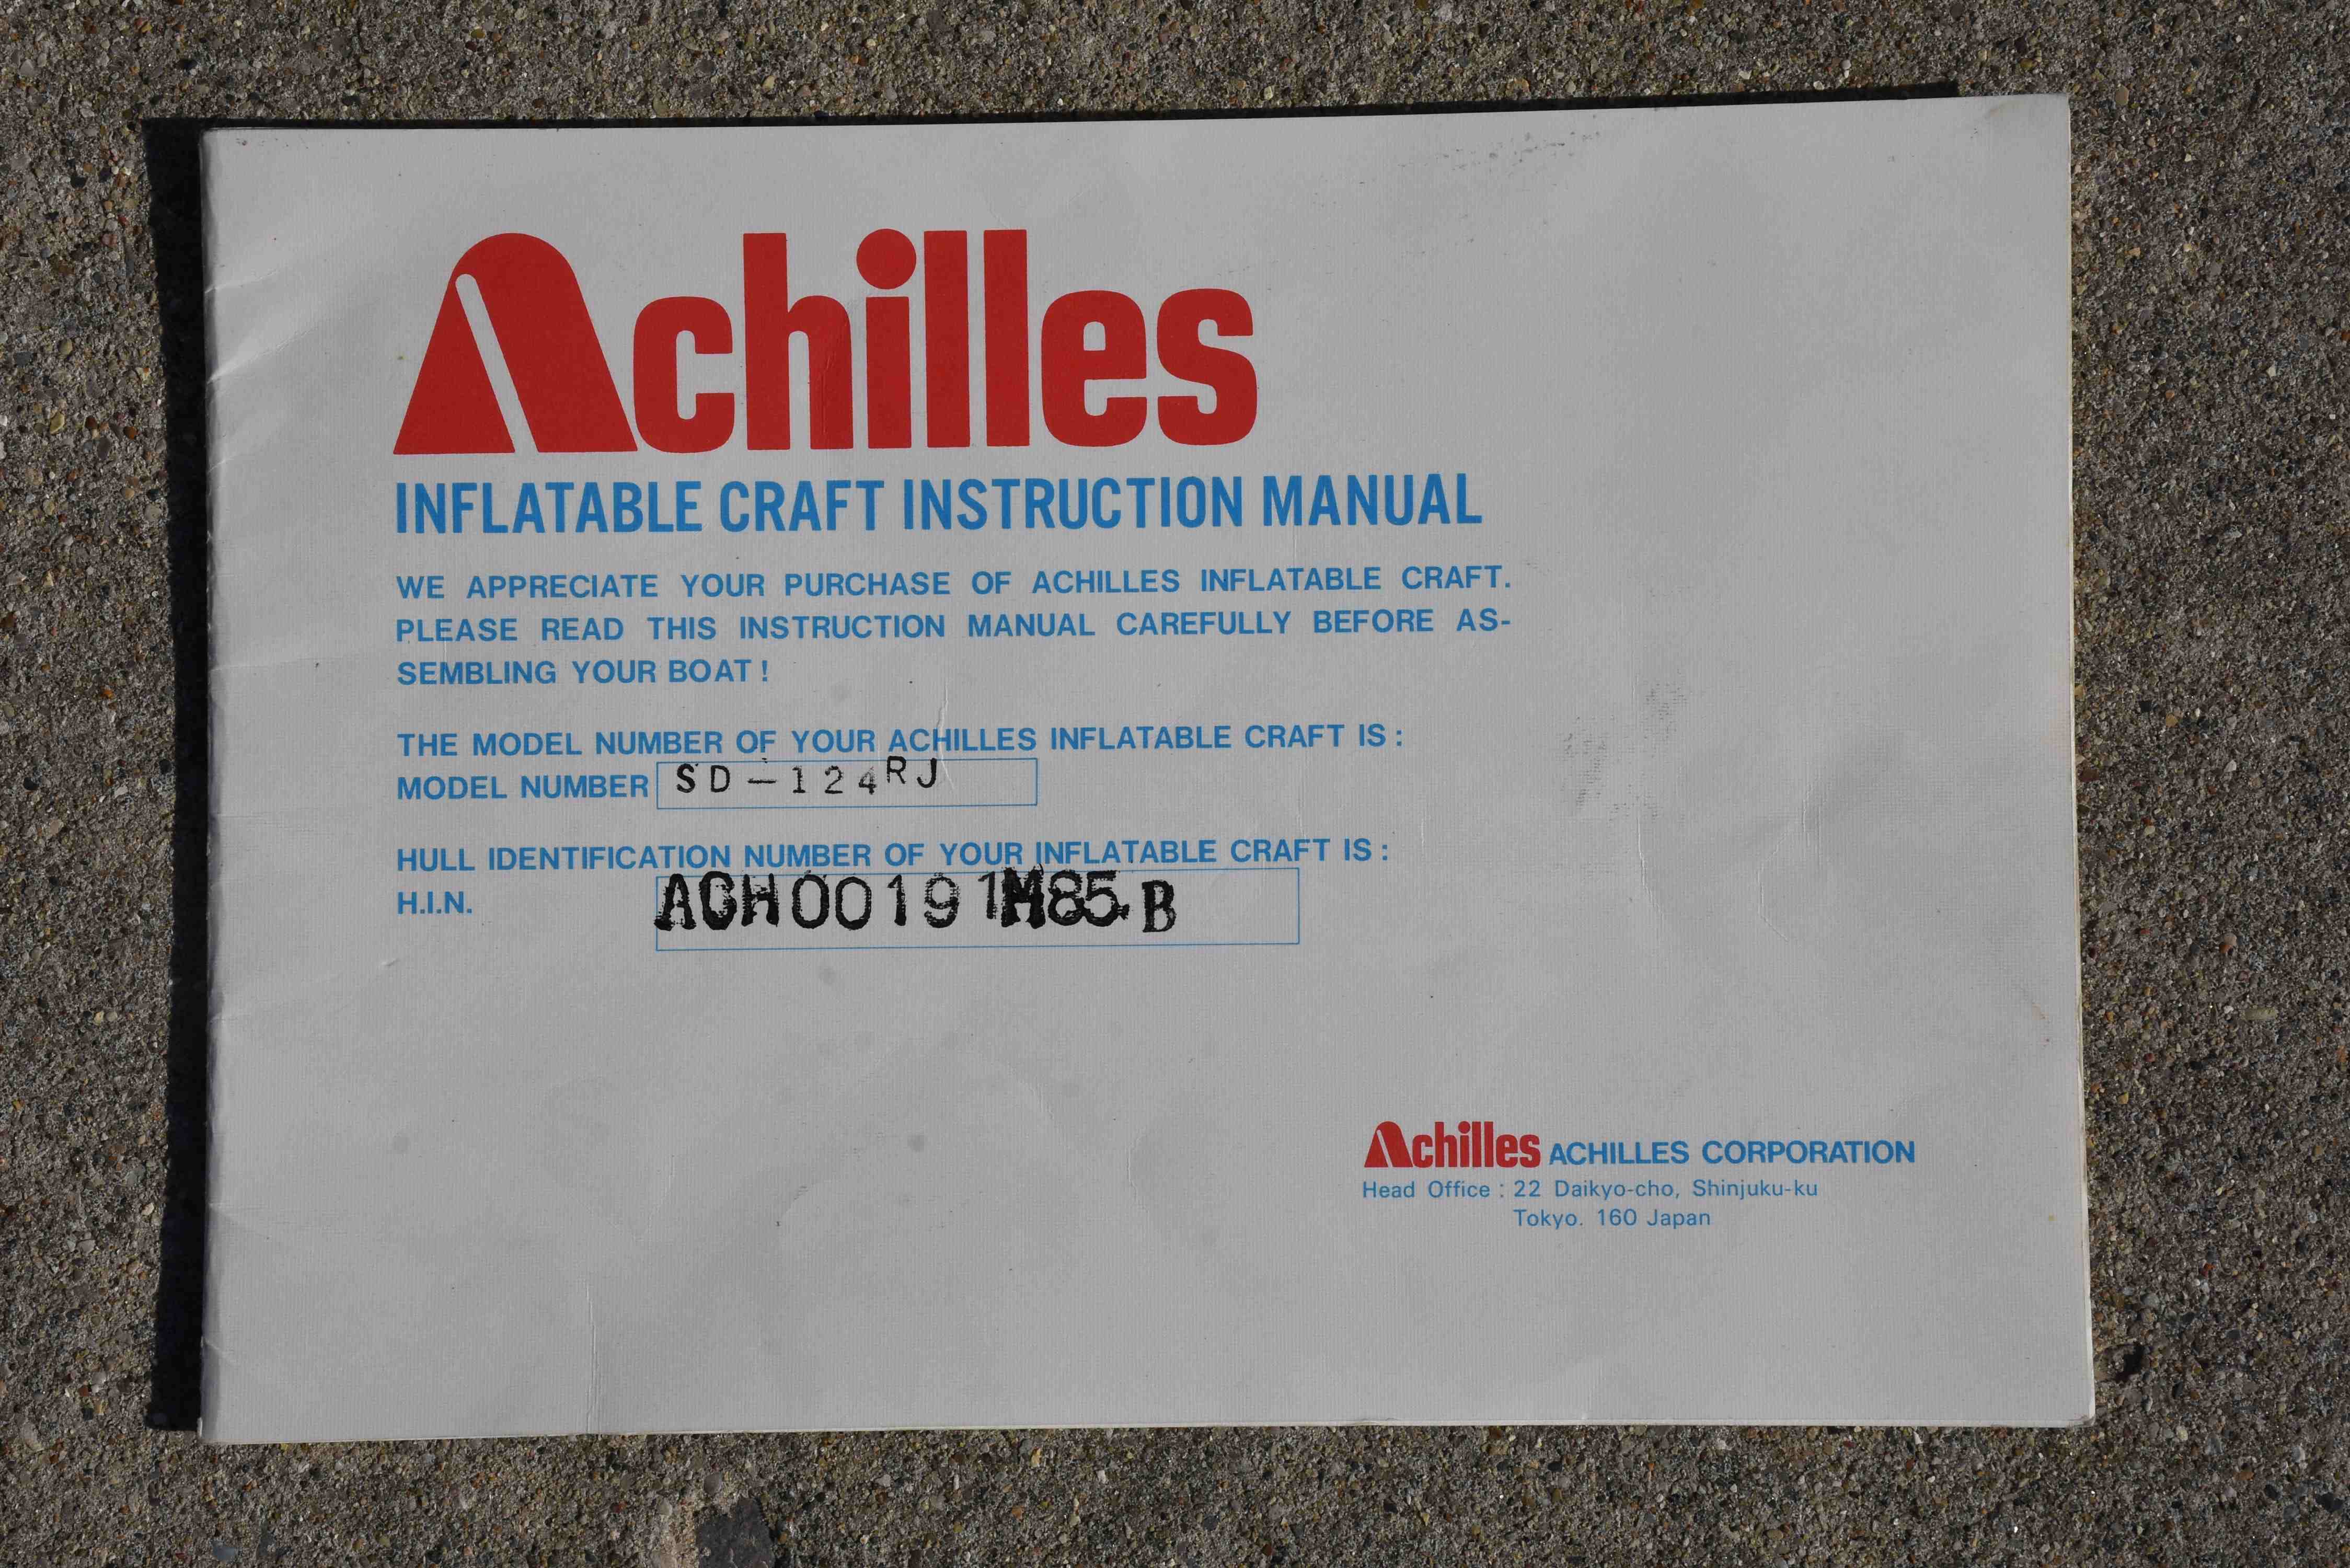 Achilles
INFLATABLE CRAFT INSTRUCTION MANUAL
WE APPRECIATE YOUR PURCHASE OF ACHILLES INFLATABLE CRAFT.
PLEASE READ THIS INSTRUCTION MANUAL CAREFULLY BEFORE AS-
SEMBLING YOUR BOAT !
THE MODEL NUMBER OF YOUR ACHILLES INFLATABLE CRAFT IS :
MODEL NUMBER SD-124RJ
HULL IDENTIFICATION NUMBER OF YOUR INFLATABLE CRAFT IS :
H.I.N. ACH00191M85.B
Achilles ACHILLES CORPORATION
Head Office : 22 Daikyo-cho, Shinjuku-ku
Tokyo. 160 Japan